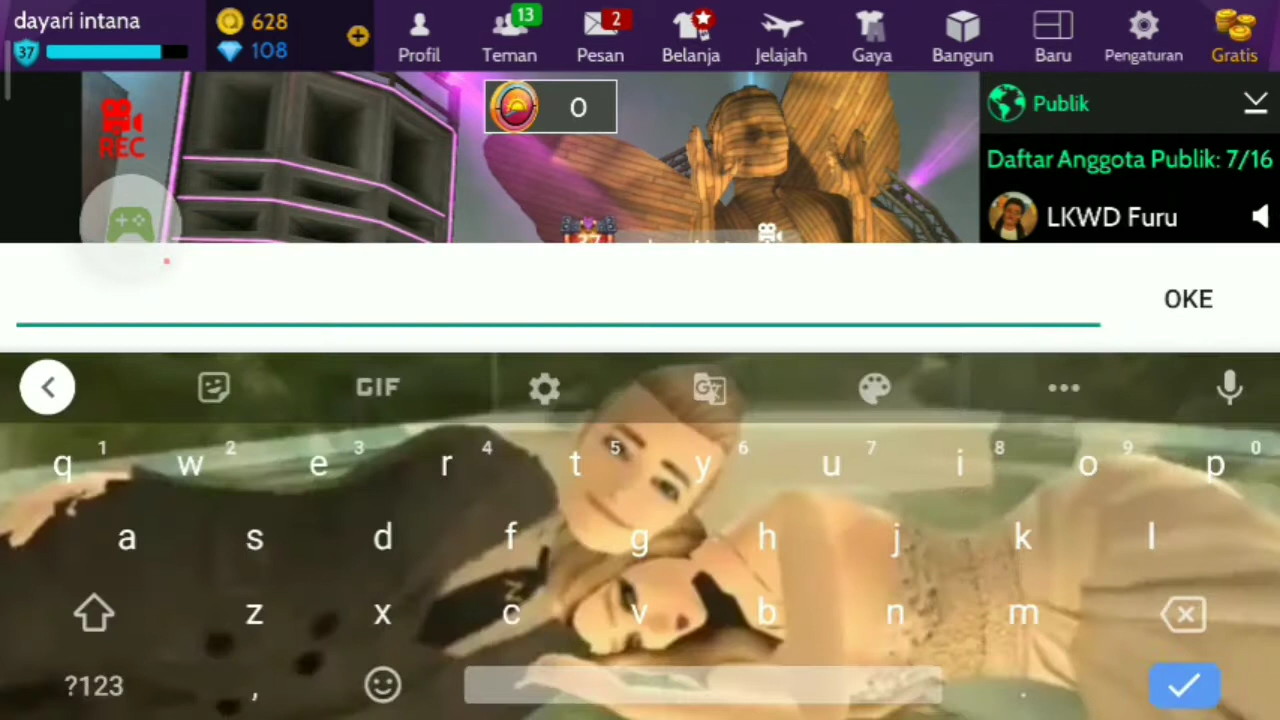 dayari intana
37
628
108
Profil
13
Teman
2
Pesan
Belanja
Jelajah
Gaya
Bangun
Baru
Pengaturan
Gratis
REC
0
Publik
Daftar Anggota Publik: 7/16
LKWD Furu
37
OKE
GIF
q 1 w 2 e 3 r 4 t 5 y 6 u 7 i 8 o 9 p 0
a s d f g h j k l
z x c v b n m
?123 , .